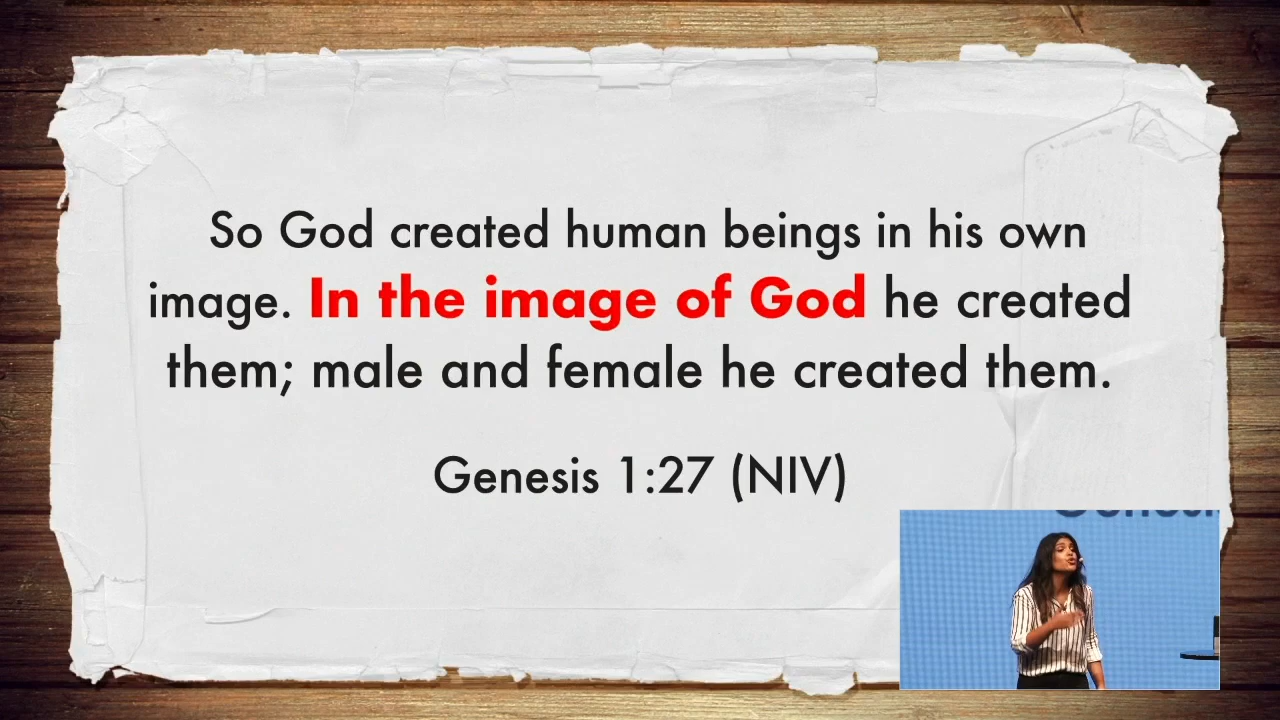 So God created human beings in his own
image. In the image of God he created
them; male and female he created them.
Genesis 1:27 (NIV)